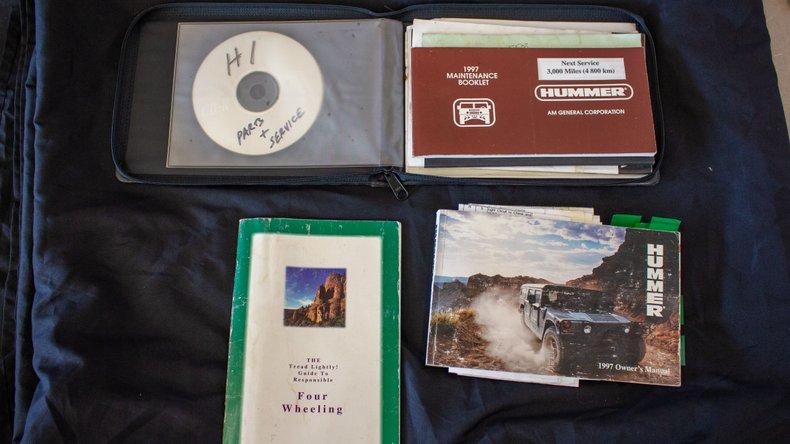 H1
PARTS
+
SERVICE
1997
MAINTENANCE
BOOKLET
Next Service
3,000 Miles (4 800 km)
HUMMER
AM GENERAL CORPORATION
THE
Tread Lightly!
Guide To
Responsible
Four
Wheeling
HUMMER
1997 Owner's Manual